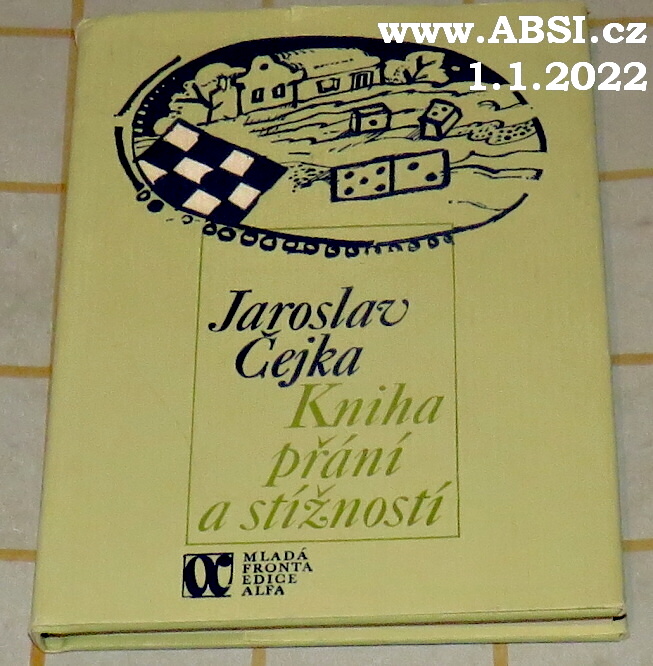 www.ABSI.cz
1.1.2022
Jaroslav
Čejka
Kniha
přání
a stížností
α MLADÁ
FRONTA
EDICE
ALFA